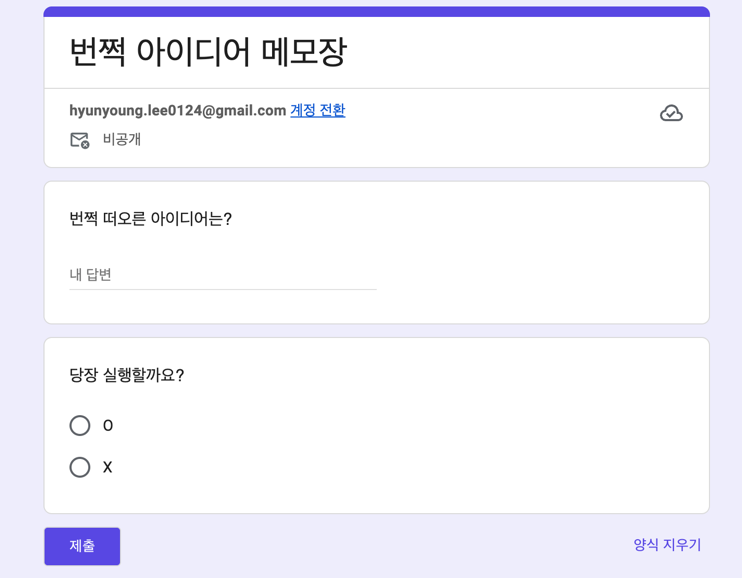 번쩍 아이디어 메모장
hyunyoung.lee0124@gmail.com 계정 전환
비공개
번쩍 떠오른 아이디어는?
내 답변
당장 실행할까요?
O
X
제출
양식 지우기